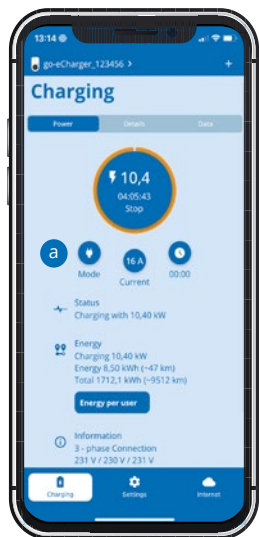 13:14
go-eCharger_123456 >
+
Charging
Power Details Data
10,4
04:05:43
Stop
a
Mode
16 A
Current
00:00
Status
Charging with 10,40 kW
Energy
Charging 10,40 kW
Energy 8,50 kWh (~47 km)
Total 1712,1 kWh (~9512 km)
Energy per user
Information
3 - phase Connection
231 V / 230 V / 231 V
Charging Settings Internet